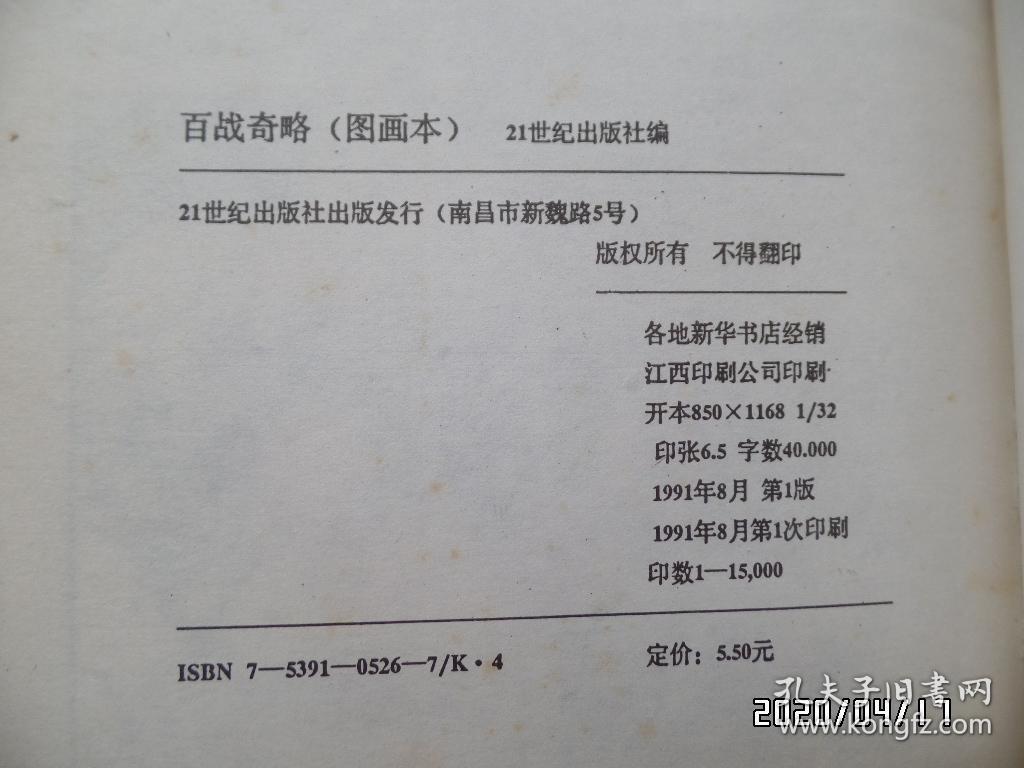 百战奇略（图画本） 21世纪出版社编
21世纪出版社出版发行（南昌市新魏路5号）
版权所有 不得翻印
各地新华书店经销
江西印刷公司印刷
开本850×1168 1/32
印张6.5 字数40.000
1991年8月 第1版
1991年8月第1次印刷
印数1—15,000
ISBN 7—5391—0526—7/K·4
定价：5.50元
孔夫子旧书网
2020/04/17
www.kongfz.com